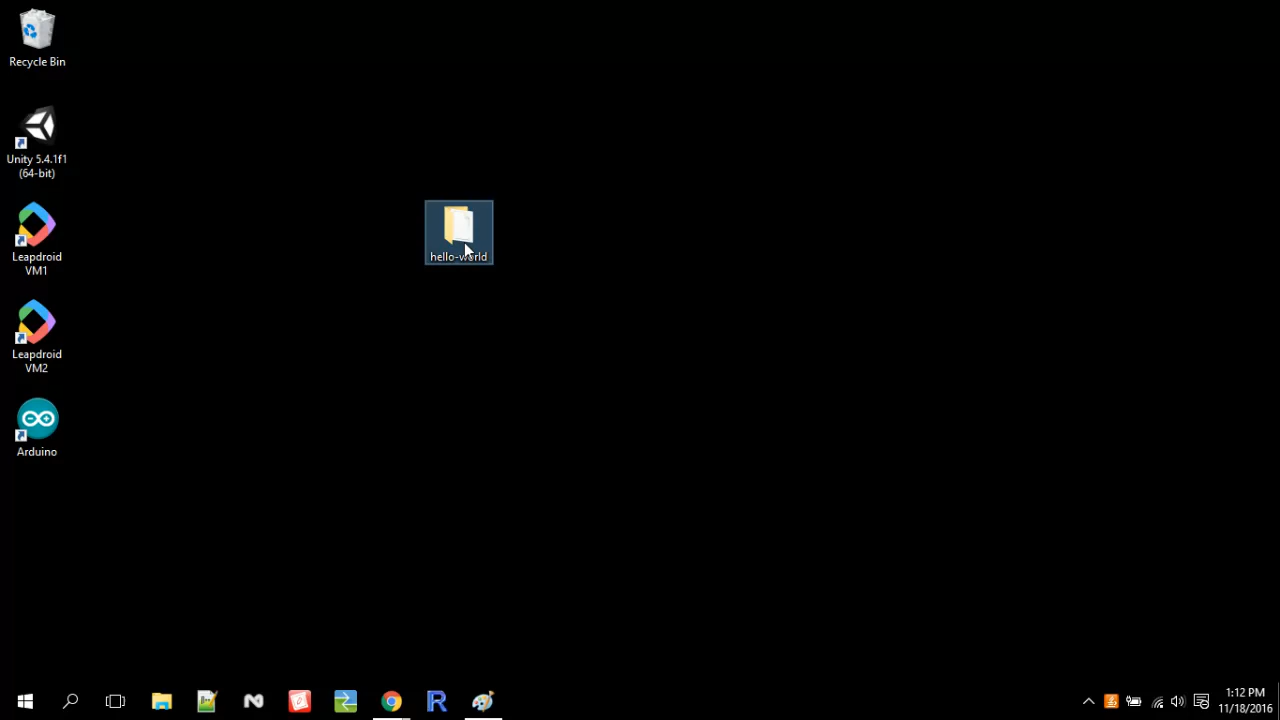 Recycle Bin
Unity 5.4.1f1
(64-bit)
Leapdroid
VM1
Leapdroid
VM2
Arduino
hello-world
1:12 PM
11/18/2016